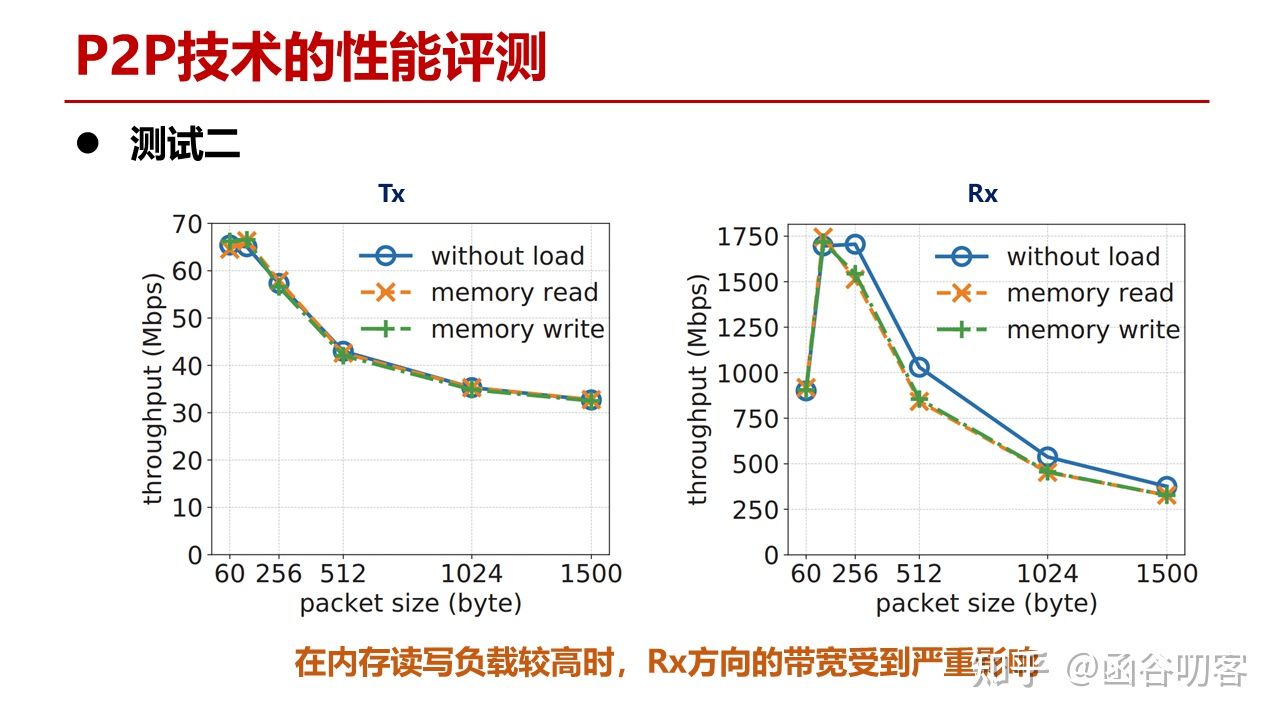 P2P技术的性能评测
● 测试二
Tx
70
60
50
40
30
20
10
0
throughput (Mbps)
without load
memory read
memory write
60 256 512 1024 1500
packet size (byte)
Rx
1750
1500
1250
1000
750
500
250
0
throughput (Mbps)
without load
memory read
memory write
60 256 512 1024 1500
packet size (byte)
在内存读写负载较高时，Rx方向的带宽受到严重影响
知乎 @函谷叨客